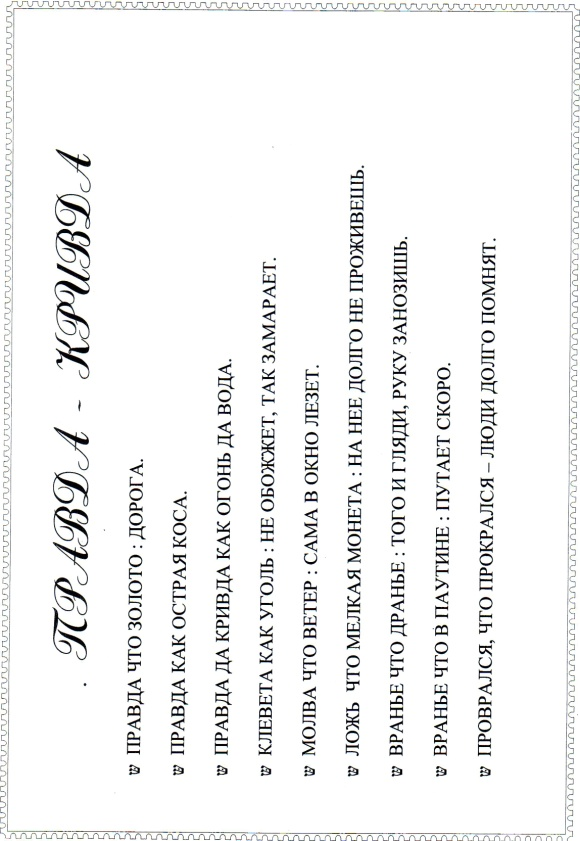 ПРАВДА - КРИВДА
ПРАВДА ЧТО ЗОЛОТО : ДОРОГА.
ПРАВДА КАК ОСТРАЯ КОСА.
ПРАВДА ДА КРИВДА КАК ОГОНЬ ДА ВОДА.
КЛЕВЕТА КАК УГОЛЬ : НЕ ОБОЖЖЕТ, ТАК ЗАМАРАЕТ.
МОЛВА ЧТО ВЕТЕР : САМА В ОКНО ЛЕЗЕТ.
ЛОЖЬ ЧТО МЕЛКАЯ МОНЕТА : НА НЕЕ ДОЛГО НЕ ПРОЖИВЕШЬ.
ВРАНЬЕ ЧТО ДРАНЬЕ : ТОГО И ГЛЯДИ, РУКУ ЗАНОЗИШЬ.
ВРАНЬЕ ЧТО В ПАУТИНЕ : ПУТАЕТ СКОРО.
ПРОВРАЛСЯ, ЧТО ПРОКРАЛСЯ – ЛЮДИ ДОЛГО ПОМНЯТ.